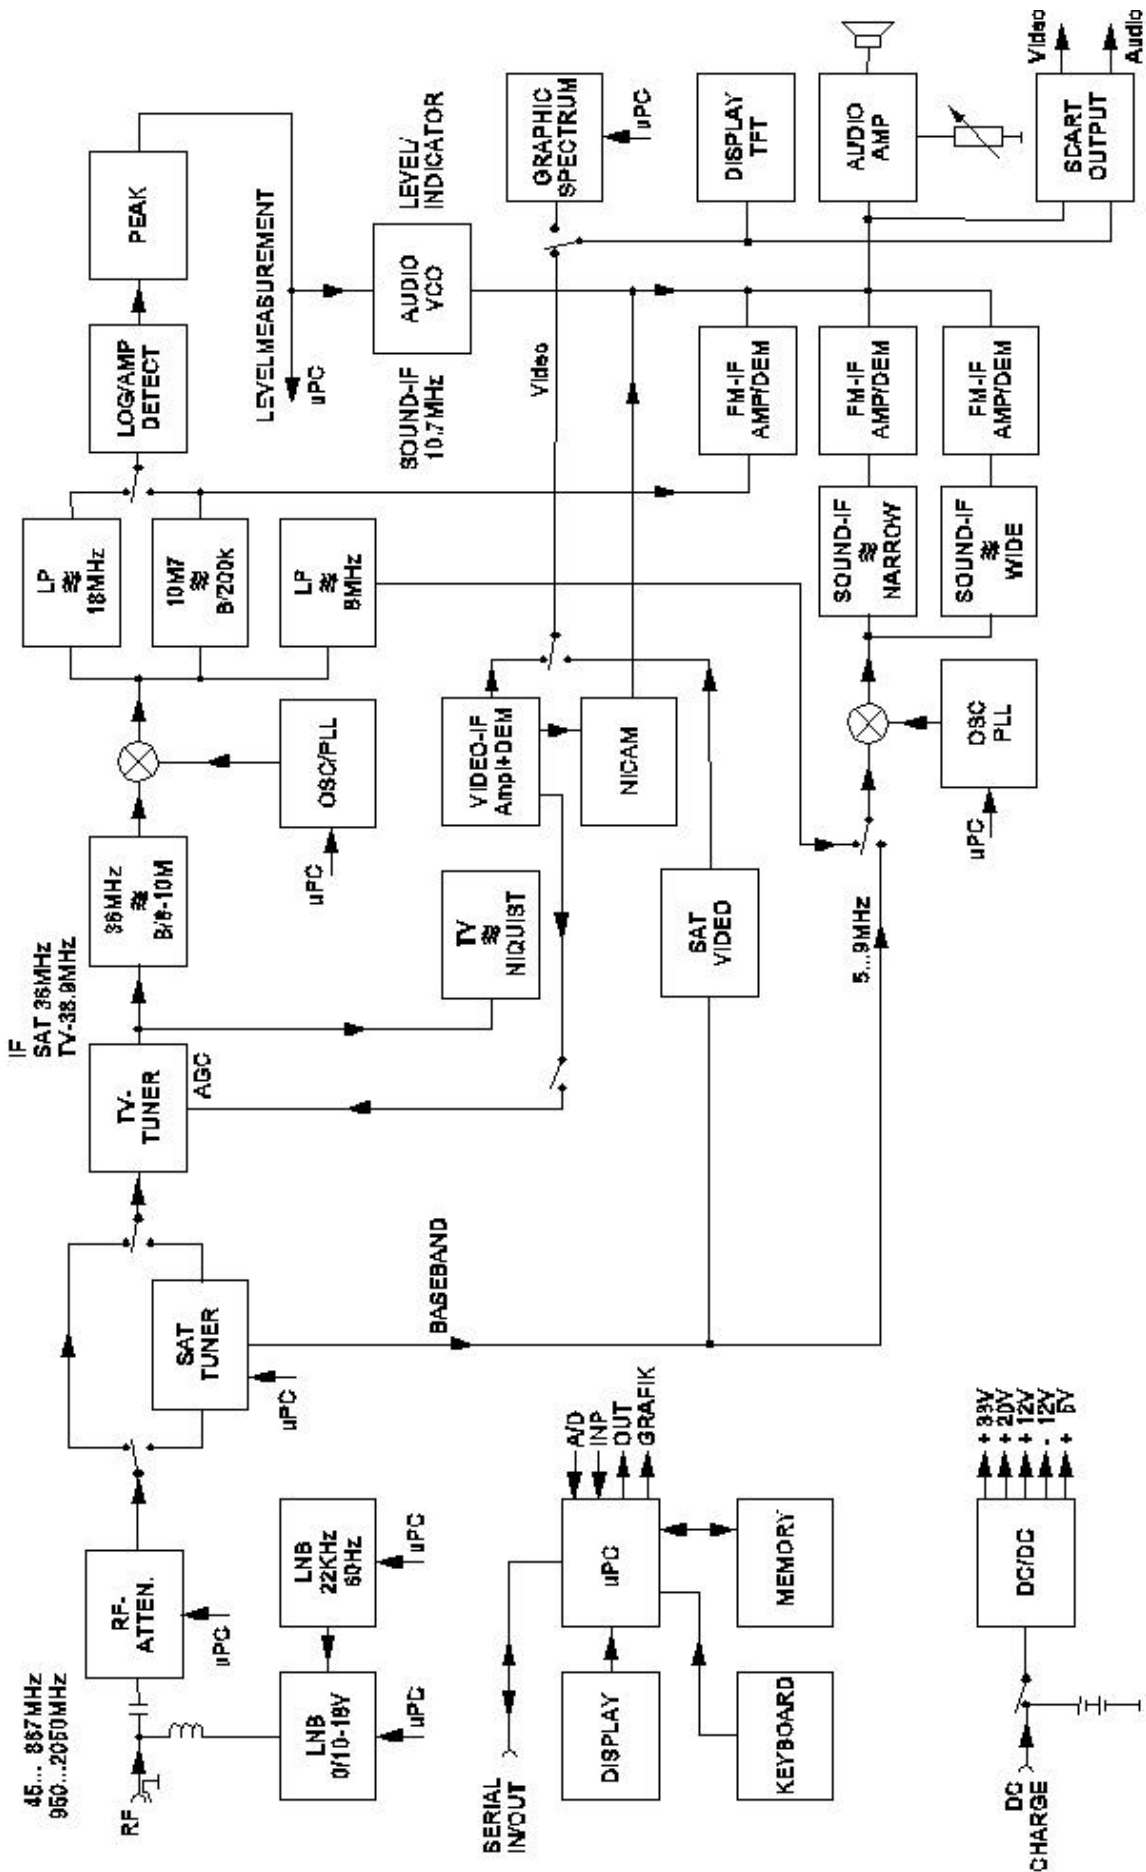 45... 867MHz
950...2050MHz
RF
RF-
ATTEN.
uPC
LNB
0/10-18V
uPC
LNB
22KHz
60Hz
uPC
SAT
TUNER
uPC
BASEBAND
IF
SAT 36MHz
TV-38.9MHz
TV-
TUNER
AGC
36MHz
B/8-10M
OSC/PLL
uPC
LP
18MHz
10M7
B/200k
LP
8MHz
LOG/AMP
DETECT
PEAK
LEVELMEASUREMENT
uPC
LEVEL/
INDICATOR
AUDIO
VCO
SOUND-IF
10.7MHz
TV
NIQUIST
VIDEO-IF
Ampl+DEM
NICAM
SAT
VIDEO
Video
GRAPHIC
SPECTRUM
uPC
DISPLAY
TFT
AUDIO
AMP
SCART
OUTPUT
Video
Audio
FM-IF
AMP/DEM
FM-IF
AMP/DEM
FM-IF
AMP/DEM
SOUND-IF
NARROW
SOUND-IF
WIDE
5...9MHz
OSC
PLL
uPC
SERIAL
IN/OUT
uPC
A/D
INP
OUT
GRAFIK
DISPLAY
KEYBOARD
MEMORY
DC
CHARGE
DC/DC
+ 33V
+ 20V
+ 12V
- 12V
+ 5V